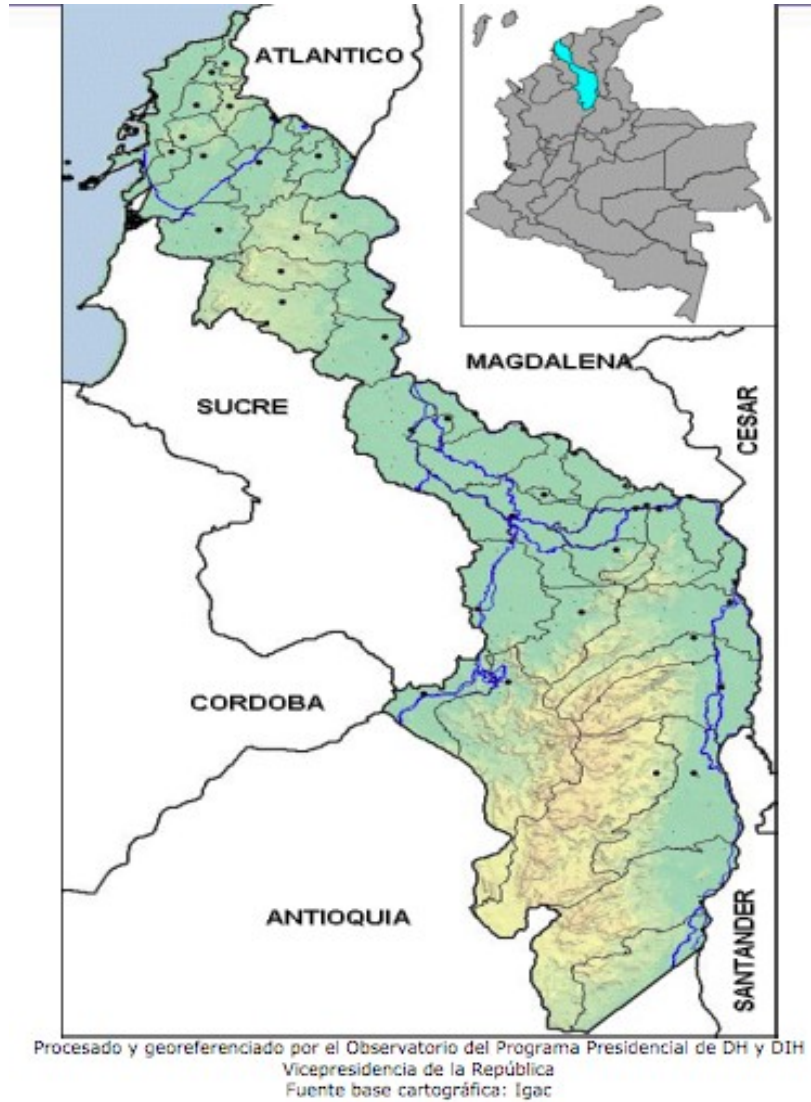 ATLANTICO
MAGDALENA
CESAR
SUCRE
CORDOBA
ANTIOQUIA
SANTANDER
Procesado y georeferenciado por el Observatorio del Programa Presidencial de DH y DIH
Vicepresidencia de la República
Fuente base cartográfica: Igac